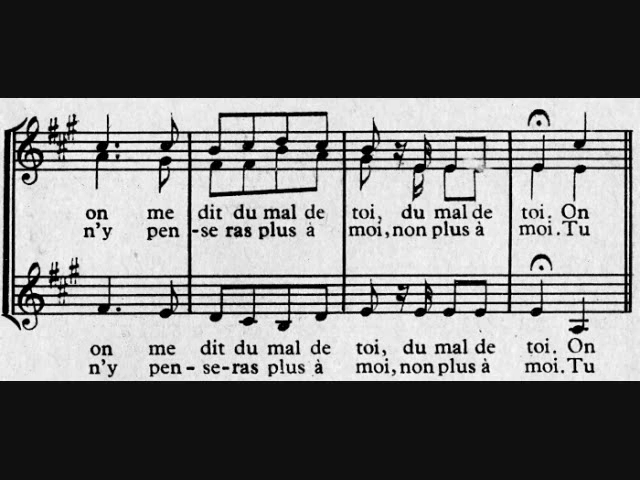 on me dit du mal de toi, du mal de toi. On
n'y pen -se ras plus à moi, non plus à moi. Tu
on me dit du mal de toi, du mal de toi. On
n'y pen- se-ras plus à moi, non plus à moi. Tu